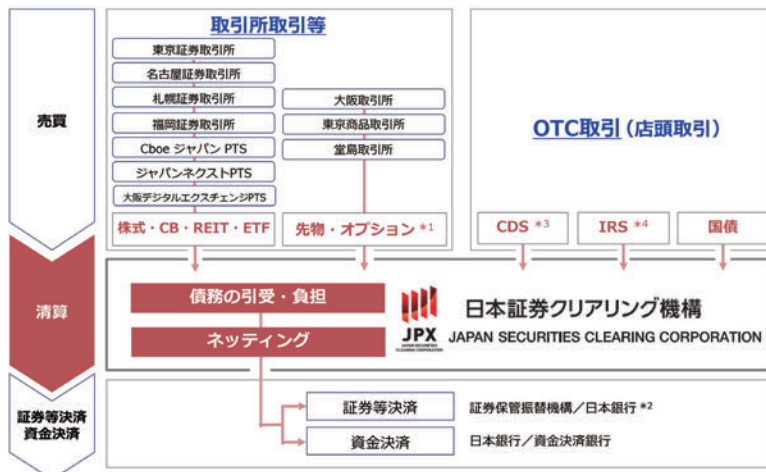 売買
取引所取引等
東京証券取引所
名古屋証券取引所
札幌証券取引所
福岡証券取引所
Cboe ジャパン PTS
ジャパンネクストPTS
大阪デジタルエクスチェンジPTS
株式・CB・REIT・ETF
大阪取引所
東京商品取引所
堂島取引所
先物・オプション *1
OTC取引(店頭取引)
CDS *3
IRS *4
国債
清算
債務の引受・負担
ネッティング
JPX
JAPAN SECURITIES
CLEARING CORPORATION
日本証券クリアリング機構
JAPAN SECURITIES CLEARING CORPORATION
証券等決済
資金決済
証券等決済
証券保管振替機構/日本銀行 *2
資金決済
日本銀行/資金決済銀行